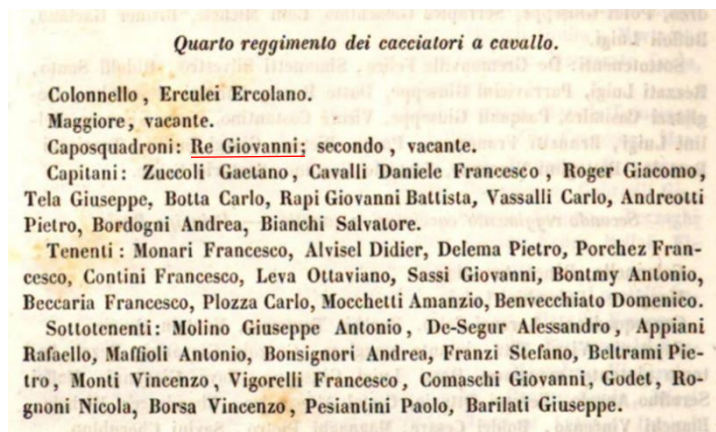 Quarto reggimento dei cacciatori a cavallo.
Colonnello, Erculei Ercolano.
Maggiore, vacante.
Caposquadroni: Re Giovanni; secondo, vacante.
Capitani: Zuccoli Gaetano, Cavalli Daniele Francesco, Roger Giacomo,
Tela Giuseppe, Botta Carlo, Rapi Giovanni Battista, Vassalli Carlo, Andreotti
Pietro, Bordogni Andrea, Bianchi Salvatore.
Tenenti: Monari Francesco, Alvisel Didier, Delema Pietro, Porchez Fran-
cesco, Contini Francesco, Leva Ottaviano, Sassi Giovanni, Bontmy Antonio,
Beccaria Francesco, Plozza Carlo, Mocchetti Amanzio, Benvecchiato Domenico.
Sottotenenti: Molino Giuseppe Antonio, De-Segur Alessandro, Appiani
Rafaello, Maffioli Antonio, Bonsignori Andrea, Franzi Stefano, Beltrami Pie-
tro, Monti Vincenzo, Vigorelli Francesco, Comaschi Giovanni, Godet, Ro-
gnoni Nicola, Borsa Vincenzo, Pesiantini Paolo, Barilati Giuseppe.